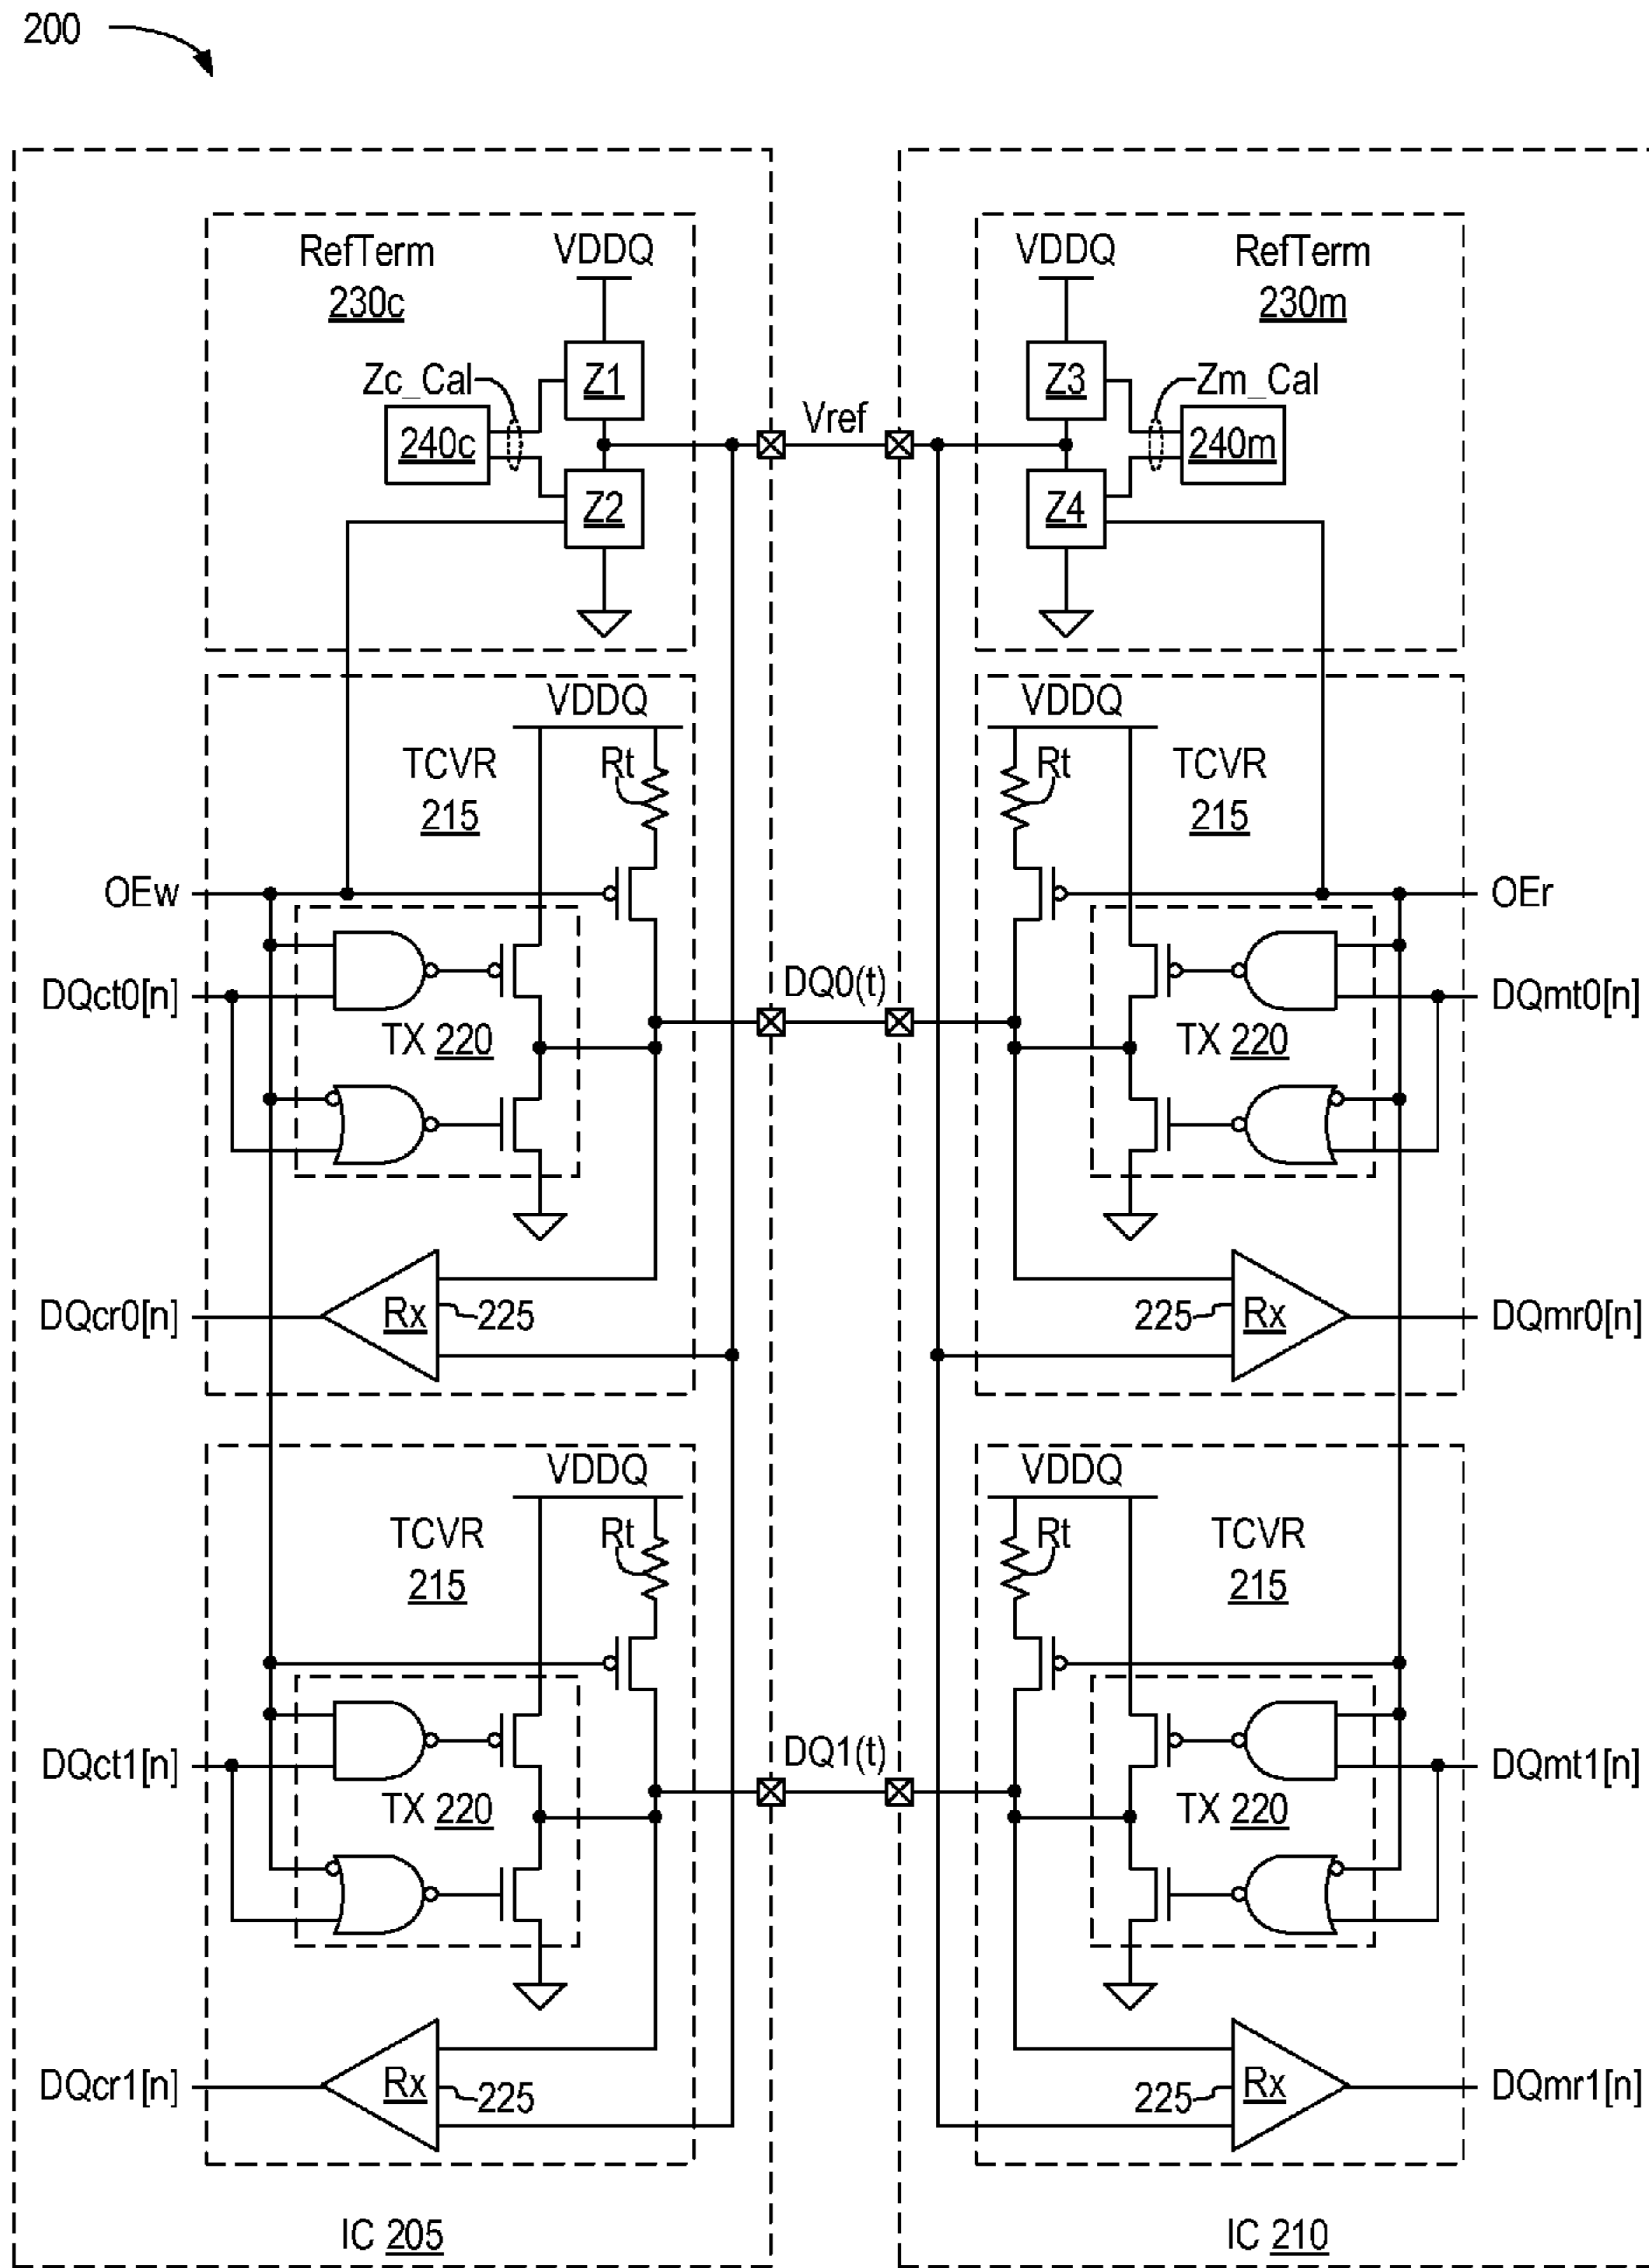 200
RefTerm
230c
VDDQ
VDDQ
RefTerm
230m
Zc_Cal
Z1
Z3
Zm_Cal
240c
Vref
240m
Z2
Z4
VDDQ
VDDQ
TCVR
215
Rt
Rt
TCVR
215
OEw
OEr
DQct0[n]
DQ0(t)
DQmt0[n]
TX 220
TX 220
DQcr0[n]
Rx
225
225
Rx
DQmr0[n]
VDDQ
VDDQ
TCVR
215
Rt
Rt
TCVR
215
DQct1[n]
DQ1(t)
DQmt1[n]
TX 220
TX 220
DQcr1[n]
Rx
225
225
Rx
DQmr1[n]
IC 205
IC 210